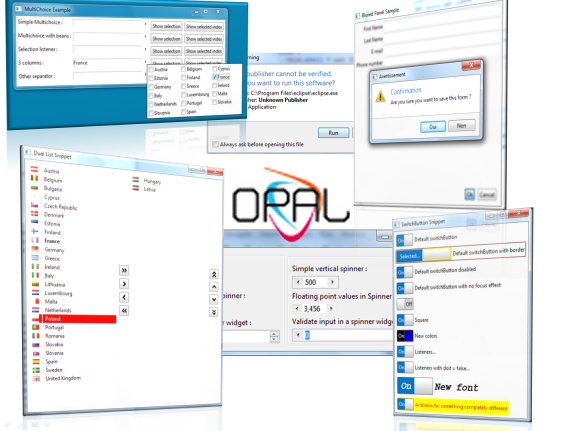 MultiChoice Example
Simple Multichoice :
Show selection
Show selected index
Multichoice with beans :
Show selection
Show selected index
Selection listener :
Show selection
Show selected index
3 columns :
France
Show selection
Show selected index
Other separator :
Austria
Belgium
Cyprus
Estonia
Finland
France
Germany
Greece
Ireland
Italy
Luxembourg
Malta
Netherlands
Portugal
Slovakia
Slovenia
Spain
publisher cannot be verified.
you want to run this software?
C:\Program Files\eclipse\eclipse.exe
Unknown Publisher
Application
Run
Always ask before opening this file
Blured Panel Sample
First Name
Last Name
E-mail
Phone number
Avertissement
Confirmation
Are you sure you want to save this form ?
Oui
Non
Ok
Cancel
Dual List Snippet
Austria
Belgium
Bulgaria
Cyprus
Czech Republic
Denmark
Estonia
Finland
France
Germany
Greece
Ireland
Italy
Lithuania
Luxembourg
Malta
Netherlands
Poland
Portugal
Romania
Slovakia
Slovenia
Spain
Sweden
United Kingdom
Hungary
Latvia
OPAL
Simple vertical spinner :
500
Floating point values in Spinner
3,456
Validate input in a spinner widg
0
SwitchButton Snippet
On
Default switchButton
Selected...
Default switchButton with border
On
Default switchButton disabled
On
Default switchButton with no focus effect
Off
On
Square
On
New colors
On
Listeners...
On
Listeners with doit = false...
On
New font
On
And now for something completely different